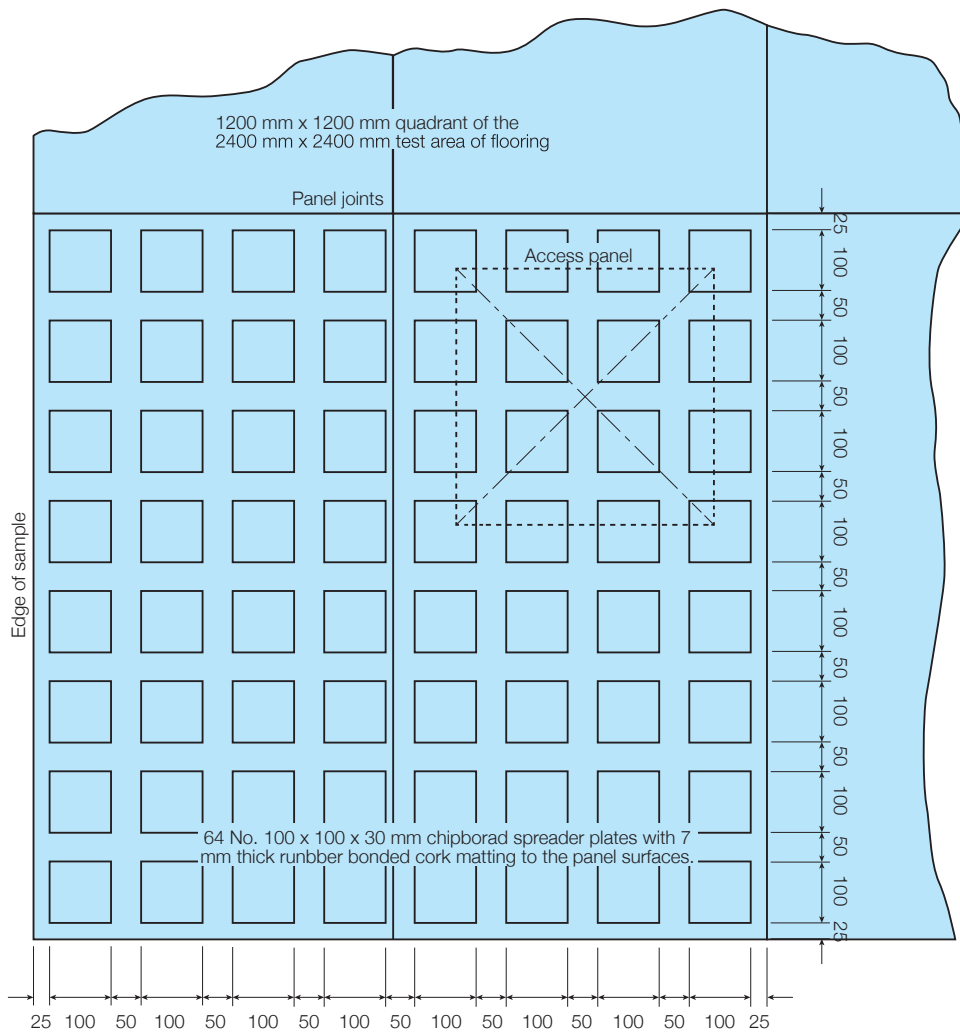 1200 mm x 1200 mm quadrant of the
2400 mm x 2400 mm test area of flooring
Panel joints
Access panel
Edge of sample
64 No. 100 x 100 x 30 mm chipborad spreader plates with 7
mm thick runbber bonded cork matting to the panel surfaces.
25
100
50
100
50
100
50
100
50
100
50
100
50
100
50
100
25
25 100 50 100 50 100 50 100 50 100 50 100 50 100 50 100 25